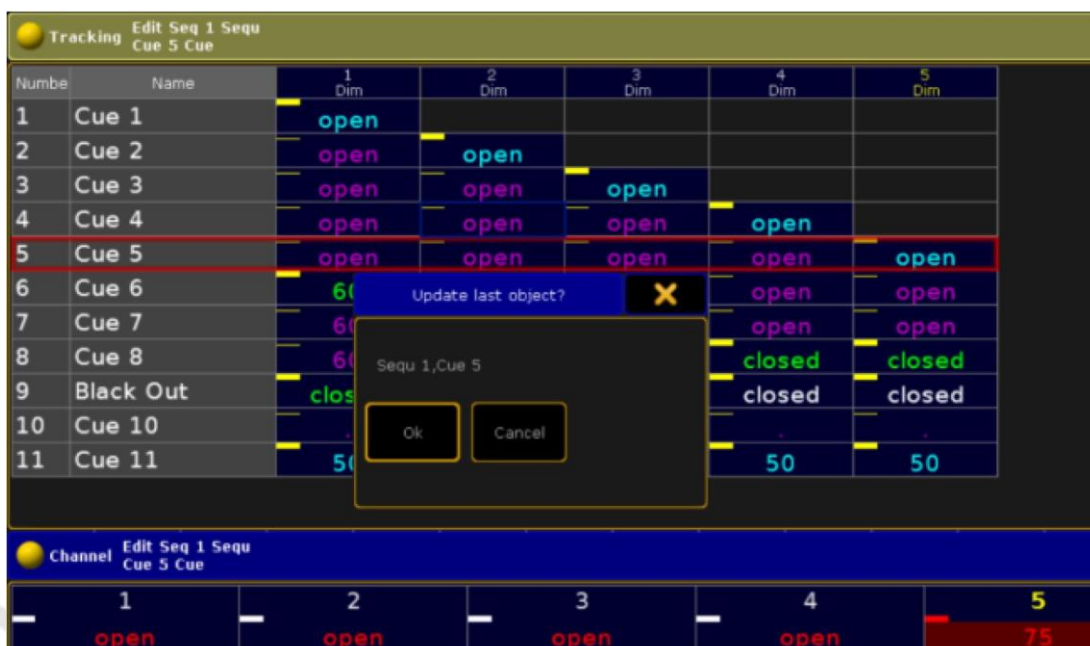 Tracking Edit Seq 1 Sequ
Cue 5 Cue
Numbe Name 1 Dim 2 Dim 3 Dim 4 Dim 5 Dim
1 Cue 1 open
2 Cue 2 open open
3 Cue 3 open open open
4 Cue 4 open open open open
5 Cue 5 open open open open open
6 Cue 6 60 open open
7 Cue 7 60 open open
8 Cue 8 60 closed closed
9 Black Out clos closed closed
10 Cue 10 . . .
11 Cue 11 50 50 50
Update last object?
Sequ 1,Cue 5
Ok Cancel
Channel Edit Seq 1 Sequ
Cue 5 Cue
1 2 3 4 5
open open open open 75